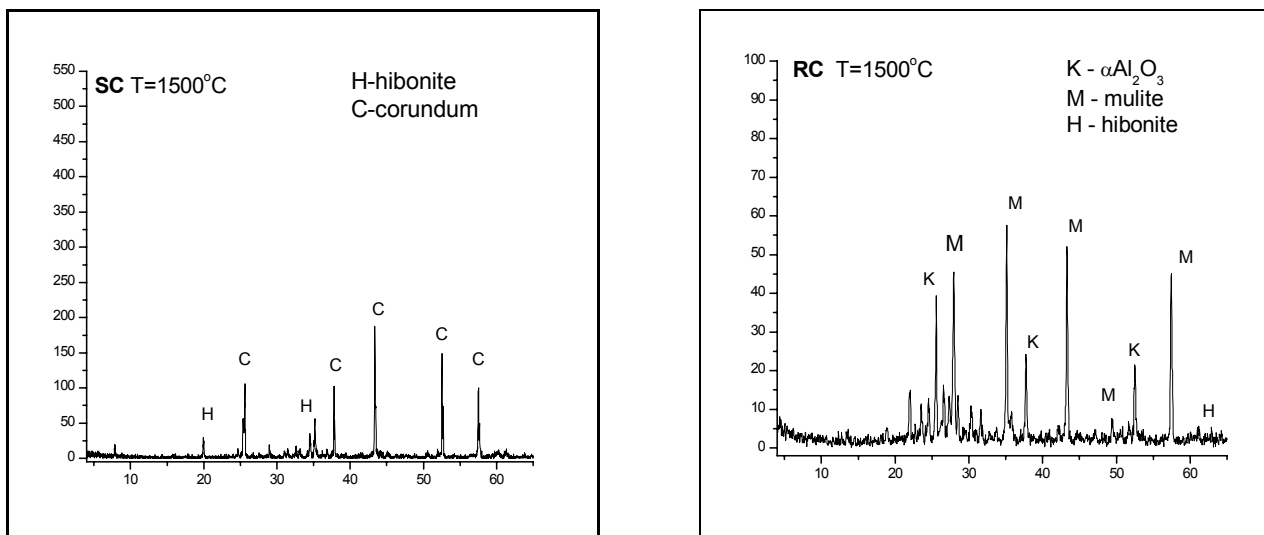 SC T=1500°C
H-hibonite
C-corundum
550
500
450
400
350
300
250
200
150
100
50
0
H
C
H
C
C
C
C
10
20
30
40
50
60
RC T=1500°C
K - αAl₂O₃
M - mulite
H - hibonite
100
90
80
70
60
50
40
30
20
10
0
K
M
M
K
M
M
K
M
H
10
20
30
40
50
60